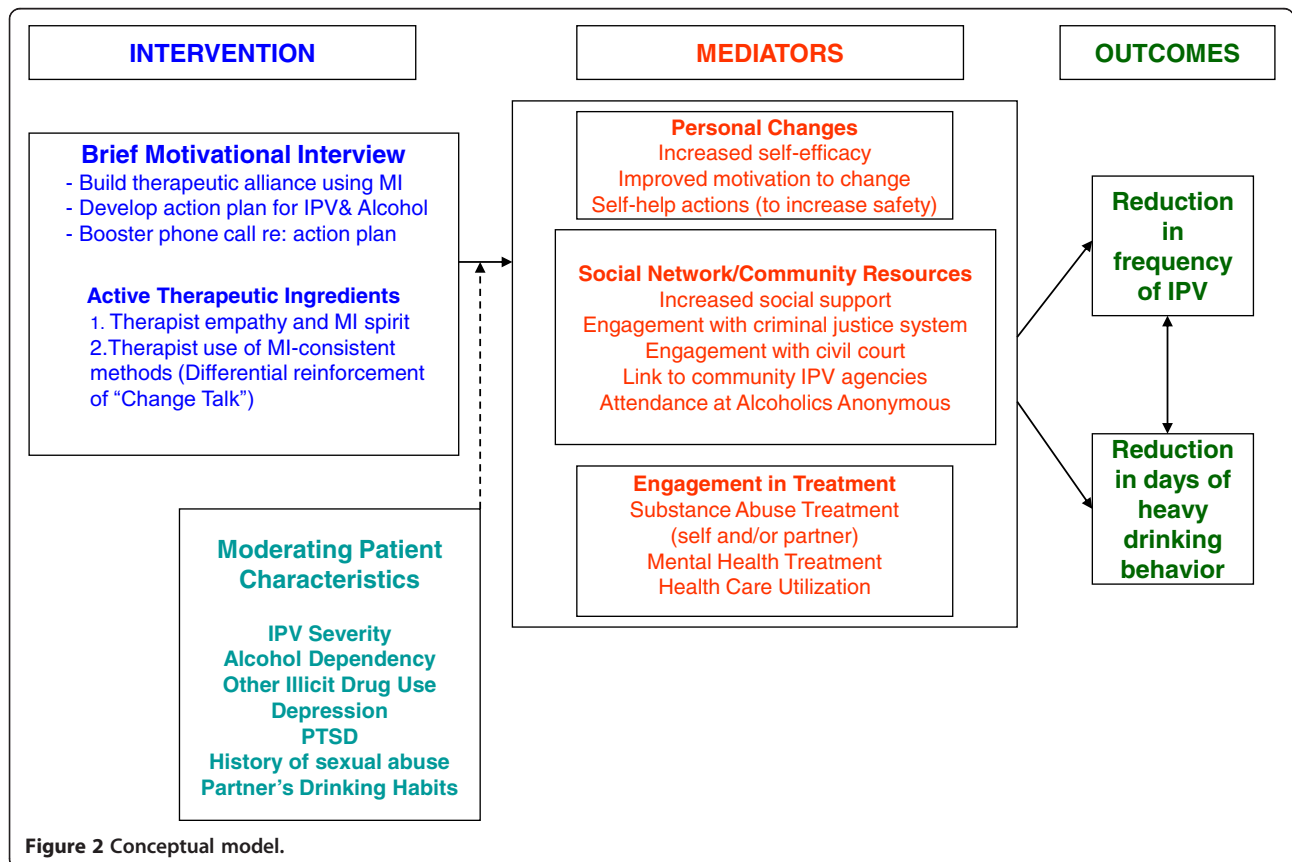 INTERVENTION
MEDIATORS
OUTCOMES
Brief Motivational Interview
- Build therapeutic alliance using MI
- Develop action plan for IPV& Alcohol
- Booster phone call re: action plan
Active Therapeutic Ingredients
1. Therapist empathy and MI spirit
2.Therapist use of MI-consistent
methods (Differential reinforcement
of “Change Talk”)
Moderating Patient
Characteristics
IPV Severity
Alcohol Dependency
Other Illicit Drug Use
Depression
PTSD
History of sexual abuse
Partner’s Drinking Habits
Personal Changes
Increased self-efficacy
Improved motivation to change
Self-help actions (to increase safety)
Social Network/Community Resources
Increased social support
Engagement with criminal justice system
Engagement with civil court
Link to community IPV agencies
Attendance at Alcoholics Anonymous
Engagement in Treatment
Substance Abuse Treatment
(self and/or partner)
Mental Health Treatment
Health Care Utilization
Reduction
in
frequency
of IPV
Reduction
in days of
heavy
drinking
behavior
Figure 2 Conceptual model.